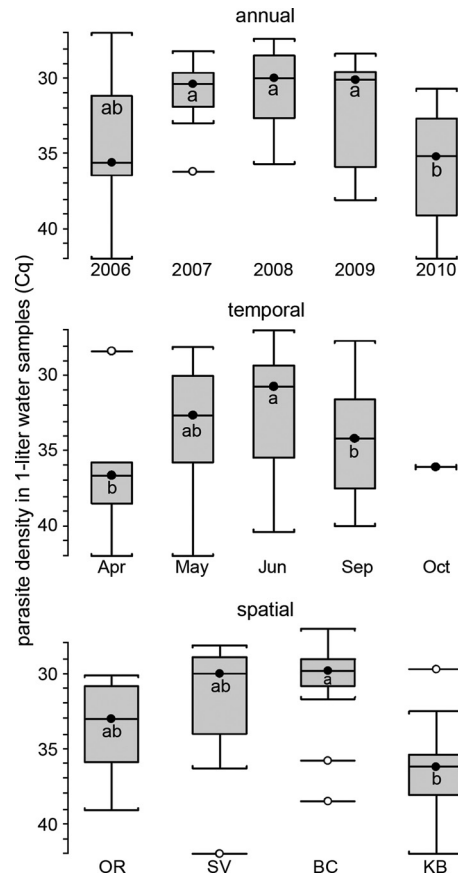 parasite density in 1-liter water samples (Cq)
annual
30
35
40
ab
a
a
a
b
2006 2007 2008 2009 2010
temporal
30
35
40
b
ab
a
b
Apr May Jun Sep Oct
spatial
30
35
40
ab
ab
a
b
OR SV BC KB